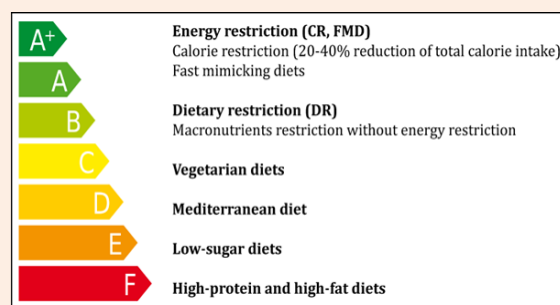 A+
Energy restriction (CR, FMD)
Calorie restriction (20-40% reduction of total calorie intake)
A
Fast mimicking diets
B
Dietary restriction (DR)
Macronutrients restriction without energy restriction
C
Vegetarian diets
D
Mediterranean diet
E
Low-sugar diets
F
High-protein and high-fat diets